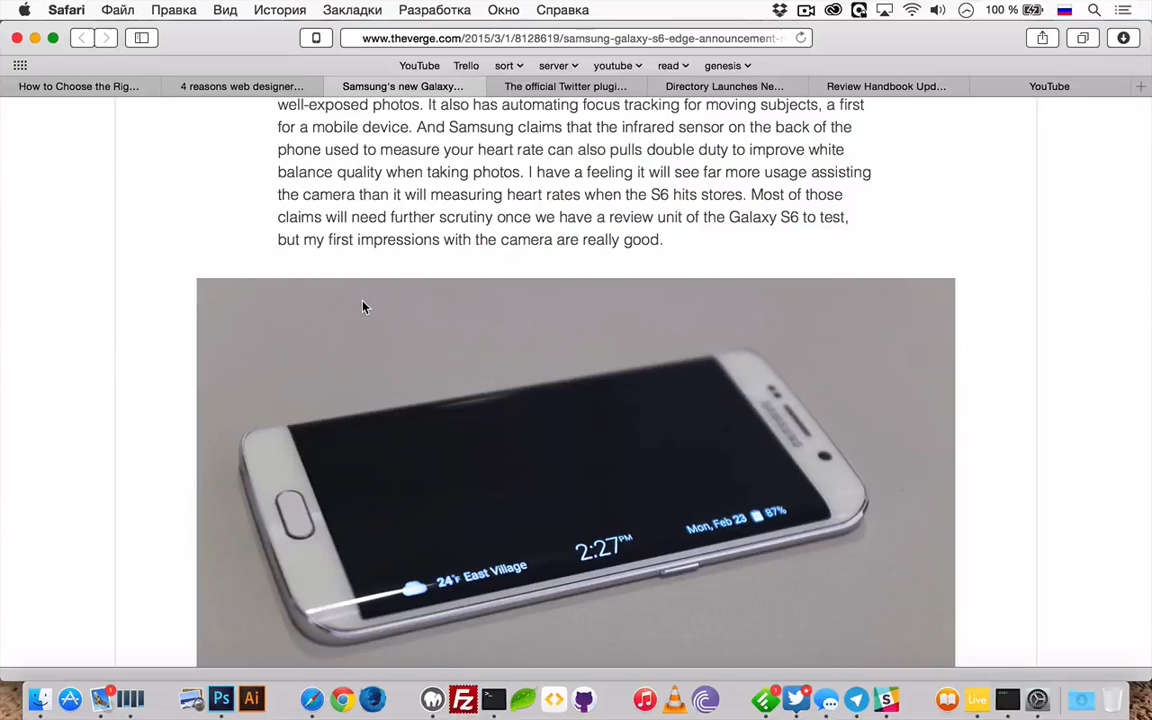 Safari Файл Правка Вид История Закладки Разработка Окно Справка 100 %
www.theverge.com/2015/3/1/8128619/samsung-galaxy-s6-edge-announcement-
YouTube Trello sort server youtube read genesis
How to Choose the Rig... 4 reasons web designer... Samsung's new Galaxy... The official Twitter plugi... Directory Launches Ne... Review Handbook Upd... YouTube
well-exposed photos. It also has automating focus tracking for moving subjects, a first
for a mobile device. And Samsung claims that the infrared sensor on the back of the
phone used to measure your heart rate can also pulls double duty to improve white
balance quality when taking photos. I have a feeling it will see far more usage assisting
the camera than it will measuring heart rates when the S6 hits stores. Most of those
claims will need further scrutiny once we have a review unit of the Galaxy S6 to test,
but my first impressions with the camera are really good.
SAMSUNG
Mon, Feb 23 87%
2:27PM
24°F East Village
Ps Ai Fz Live